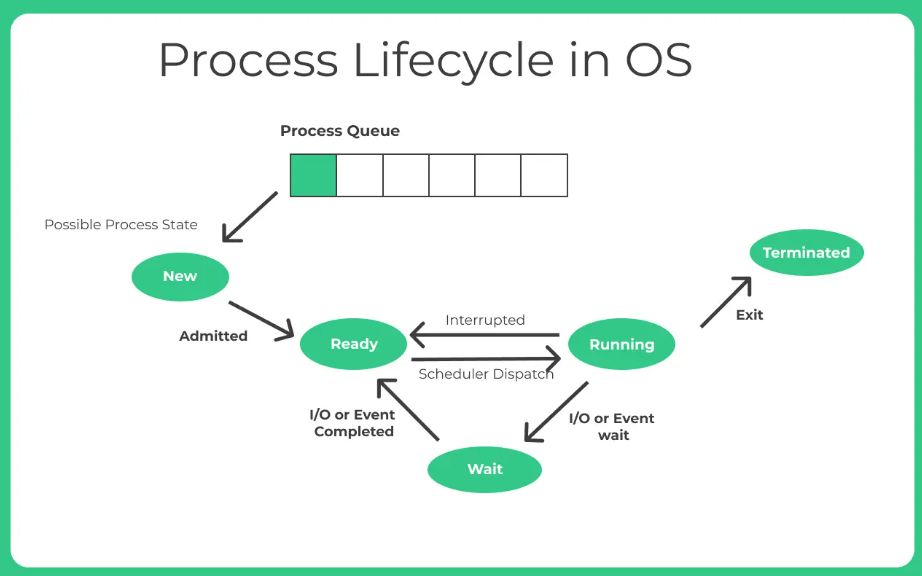 Process Lifecycle in OS
Process Queue
Possible Process State
New
Terminated
Admitted
Interrupted
Exit
Ready
Running
Scheduler Dispatch
I/O or Event
Completed
I/O or Event
wait
Wait